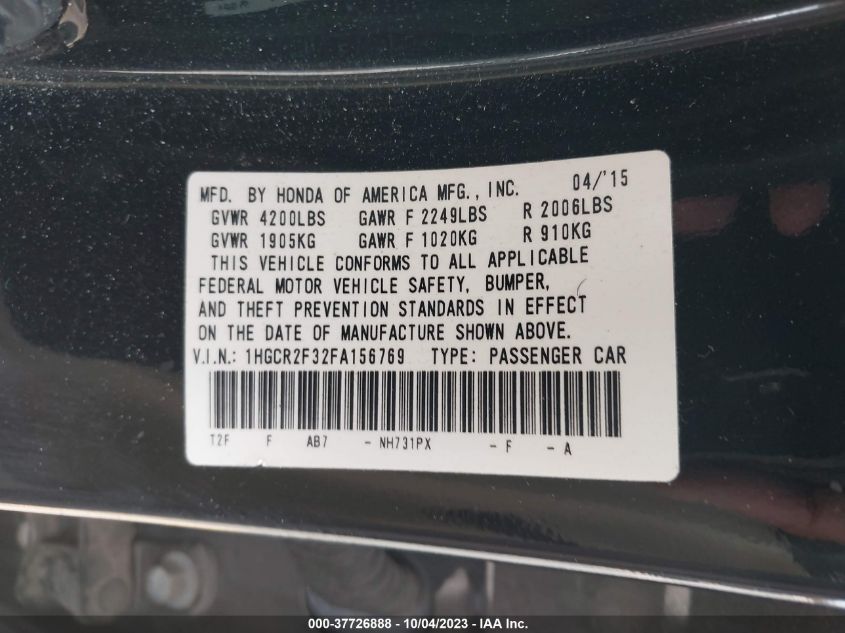 MFD. BY HONDA OF AMERICA MFG., INC. 04/'15
GVWR 4200LBS GAWR F 2249LBS R 2006LBS
GVWR 1905KG GAWR F 1020KG R 910KG
THIS VEHICLE CONFORMS TO ALL APPLICABLE
FEDERAL MOTOR VEHICLE SAFETY, BUMPER,
AND THEFT PREVENTION STANDARDS IN EFFECT
ON THE DATE OF MANUFACTURE SHOWN ABOVE.
V.I.N.: 1HGCR2F32FA156769 TYPE: PASSENGER CAR
T2F F AB7 - NH731PX - F - A
000-37726888 - 10/04/2023 - IAA Inc.